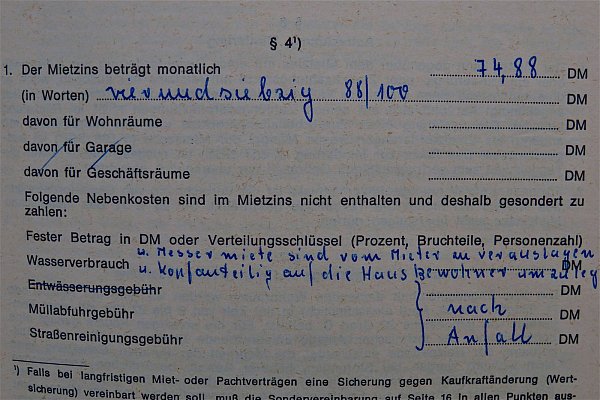 § 4¹)
1. Der Mietzins beträgt monatlich 74,88 DM
(in Worten) vierundsiebzig 88/100 DM
davon für Wohnräume DM
davon für Garage DM
davon für Geschäftsräume DM
Folgende Nebenkosten sind im Mietzins nicht enthalten und deshalb gesondert zu
zahlen:
Fester Betrag in DM oder Verteilungsschlüssel (Prozent, Bruchteile, Personenzahl)
u. Messermiete sind vom Mieter zu verauslagen
Wasserverbrauch u. Kopfanteilig auf die Hausbewohner umzuleg DM
Entwässerungsgebühr DM
Müllabfuhrgebühr nach DM
Straßenreinigungsgebühr Anfall DM
¹) Falls bei langfristigen Miet- oder Pachtverträgen eine Sicherung gegen Kaufkraftänderung (Wert-
sicherung) vereinbart werden soll, muß die Sondervereinbarung auf Seite 16 in allen Punkten aus-